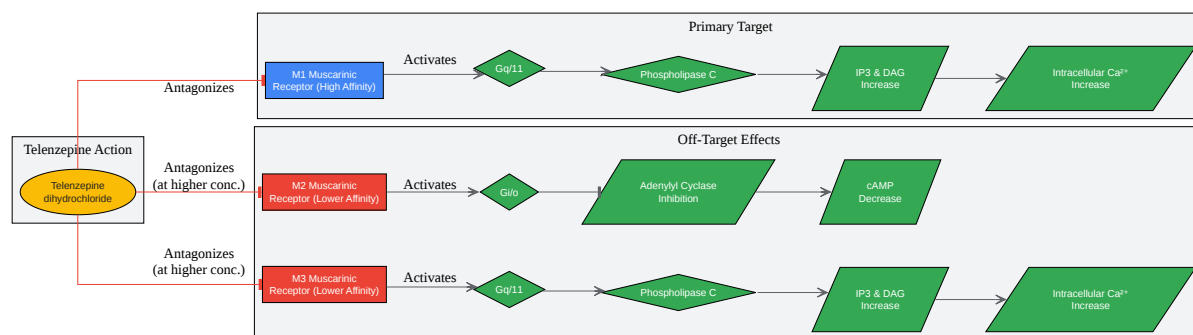 Primary Target
Antagonizes
M1 Muscarinic
Receptor (High Affinity)
Activates
Gq/11
Phospholipase C
IP3 & DAG
Increase
Intracellular Ca²⁺
Increase
Telenzepine Action
Telenzepine
dihydrochloride
Off-Target Effects
Antagonizes
(at higher conc.)
M2 Muscarinic
Receptor (Lower Affinity)
Activates
Gi/o
Adenylyl Cyclase
Inhibition
cAMP
Decrease
Antagonizes
(at higher conc.)
M3 Muscarinic
Receptor (Lower Affinity)
Activates
Gq/11
Phospholipase C
IP3 & DAG
Increase
Intracellular Ca²⁺
Increase